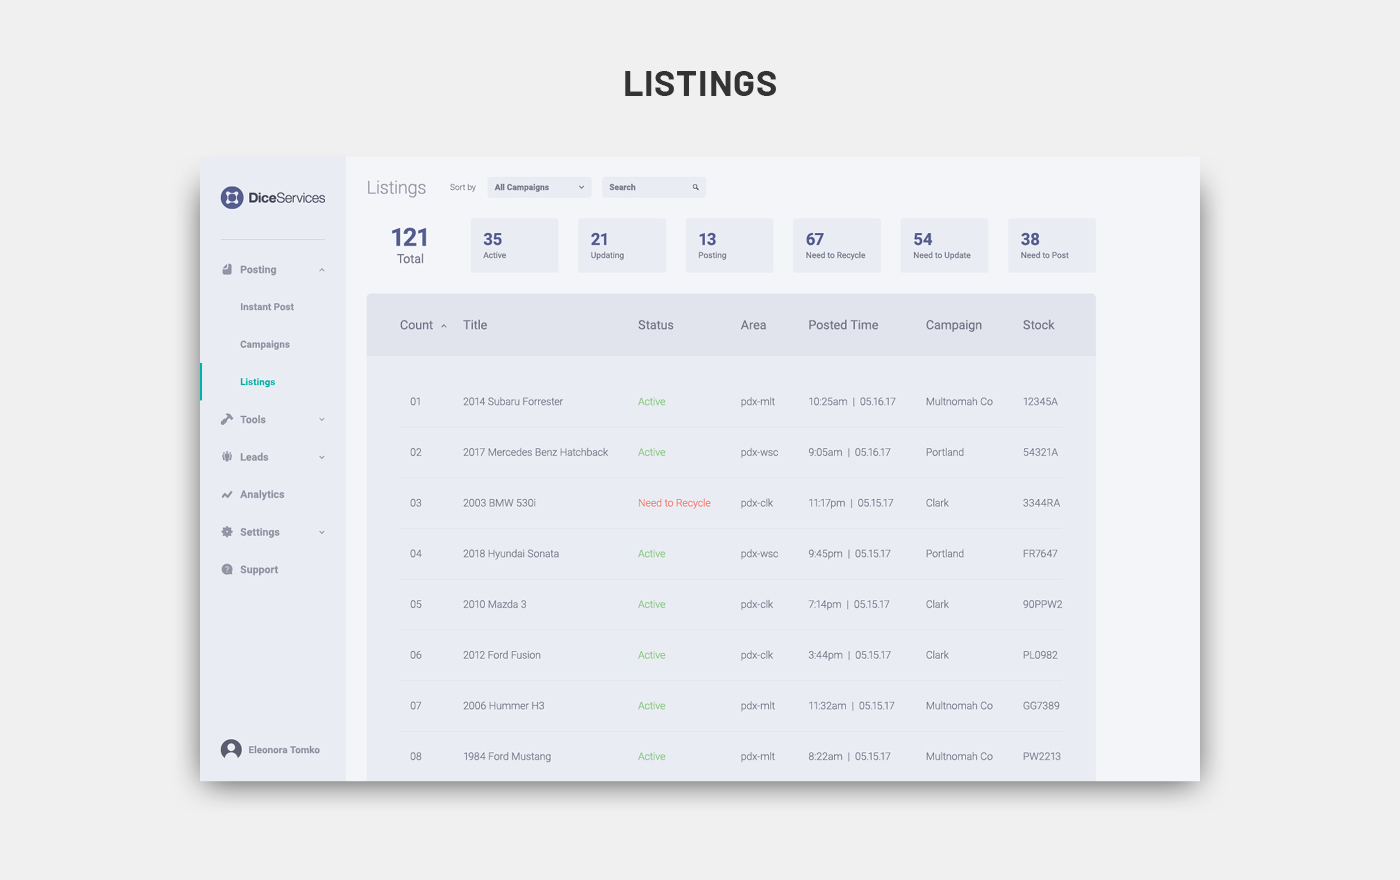 LISTINGS
DiceServices
Posting
Instant Post
Campaigns
Listings
Tools
Leads
Analytics
Settings
Support
Eleonora Tomko
Listings Sort by All Campaigns Search
121 Total
35 Active
21 Updating
13 Posting
67 Need to Recycle
54 Need to Update
38 Need to Post
Count Title Status Area Posted Time Campaign Stock
01 2014 Subaru Forrester Active pdx-mlt 10:25am | 05.16.17 Multnomah Co 12345A
02 2017 Mercedes Benz Hatchback Active pdx-wsc 9:05am | 05.16.17 Portland 54321A
03 2003 BMW 530i Need to Recycle pdx-clk 11:17pm | 05.15.17 Clark 3344RA
04 2018 Hyundai Sonata Active pdx-wsc 9:45pm | 05.15.17 Portland FR7647
05 2010 Mazda 3 Active pdx-clk 7:14pm | 05.15.17 Clark 90PPW2
06 2012 Ford Fusion Active pdx-clk 3:44pm | 05.15.17 Clark PL0982
07 2006 Hummer H3 Active pdx-mlt 11:32am | 05.15.17 Multnomah Co GG7389
08 1984 Ford Mustang Active pdx-mlt 8:22am | 05.15.17 Multnomah Co PW2213